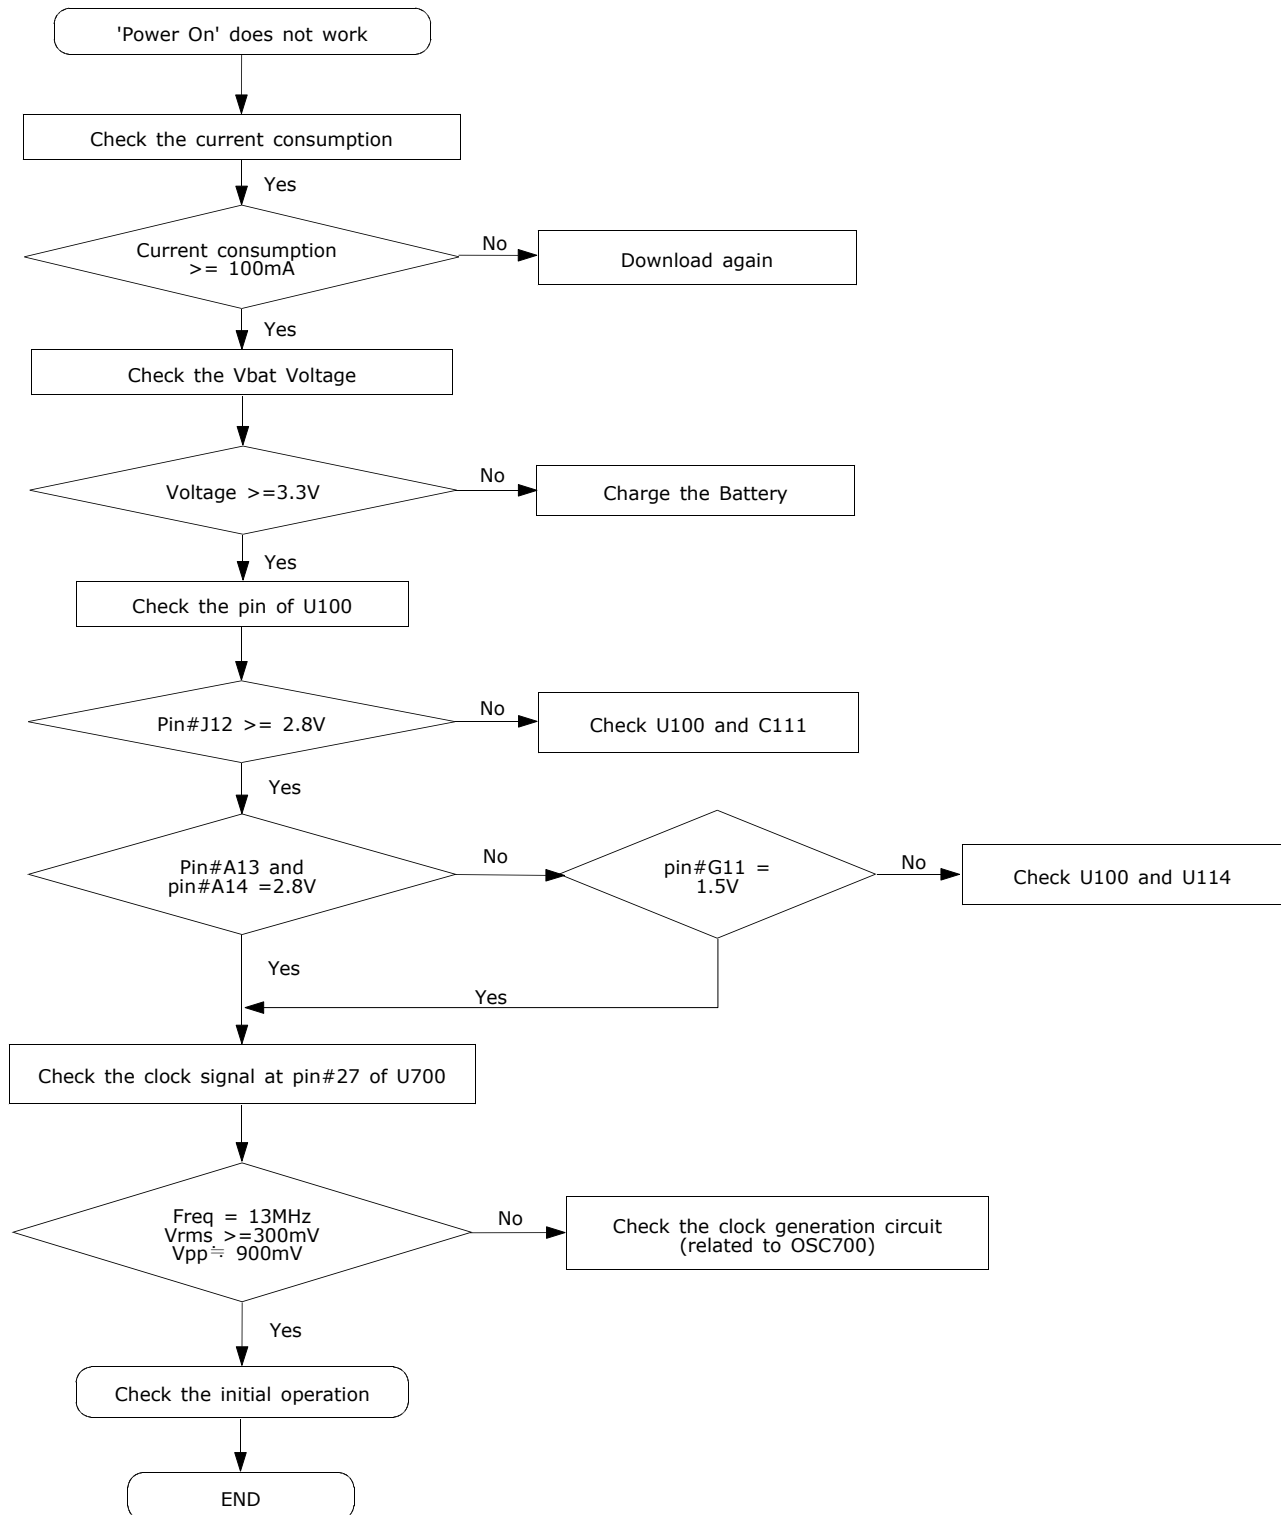 'Power On' does not work
Check the current consumption
Yes
Current consumption
>= 100mA
No
Download again
Yes
Check the Vbat Voltage
Voltage >=3.3V
No
Charge the Battery
Yes
Check the pin of U100
Pin#J12 >= 2.8V
No
Check U100 and C111
Yes
Pin#A13 and
pin#A14 =2.8V
No
pin#G11 =
1.5V
No
Check U100 and U114
Yes
Yes
Check the clock signal at pin#27 of U700
Freq = 13MHz
Vrms >=300mV
Vpp≒ 900mV
No
Check the clock generation circuit
(related to OSC700)
Yes
Check the initial operation
END